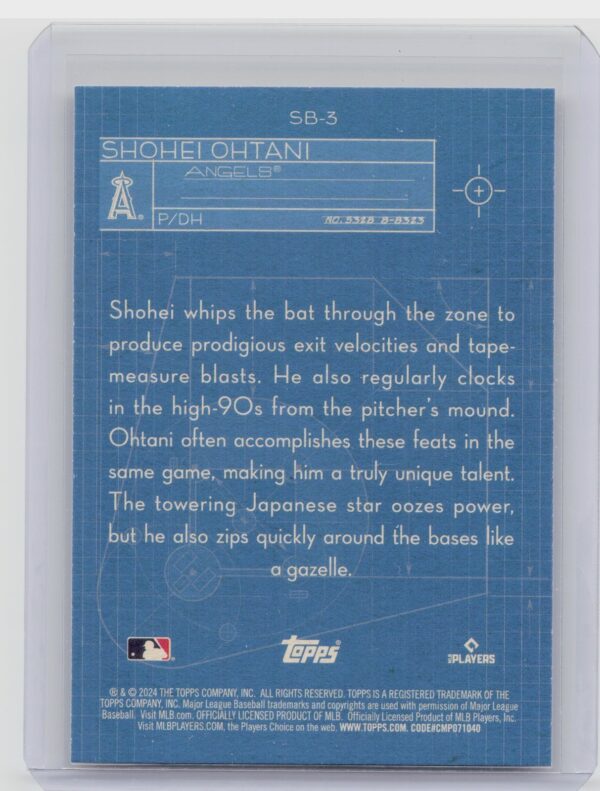 SB-3
SHOHEI OHTANI
ANGELS®
A®
P/DH
NO. 5328 8-8323
Shohei whips the bat through the zone to
produce prodigious exit velocities and tape-
measure blasts. He also regularly clocks
in the high-90s from the pitcher's mound.
Ohtani often accomplishes these feats in the
same game, making him a truly unique talent.
The towering Japanese star oozes power,
but he also zips quickly around the bases like
a gazelle.
Topps®
MLB PLAYERS
® & © 2024 THE TOPPS COMPANY, INC. ALL RIGHTS RESERVED. TOPPS IS A REGISTERED TRADEMARK OF THE
TOPPS COMPANY, INC. Major League Baseball trademarks and copyrights are used with permission of Major League
Baseball. Visit MLB.com. OFFICIALLY LICENSED PRODUCT OF MLB. Officially Licensed Product of MLB Players, Inc.
Visit MLBPLAYERS.COM, the Players Choice on the web. WWW.TOPPS.COM. CODE#CMP071040